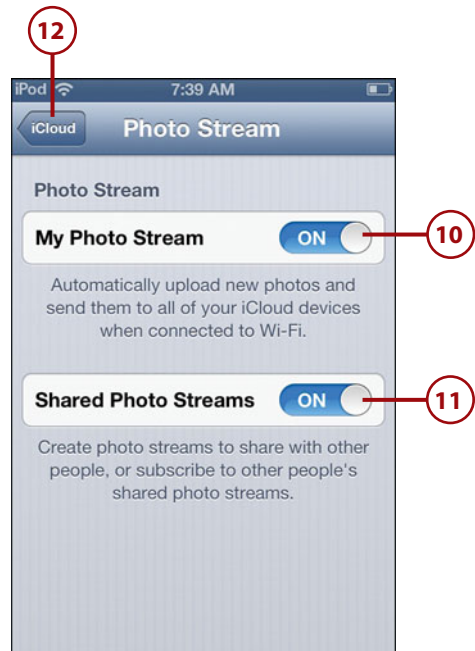 12
iPod 7:39 AM
iCloud Photo Stream
Photo Stream
My Photo Stream ON 10
Automatically upload new photos and
send them to all of your iCloud devices
when connected to Wi-Fi.
Shared Photo Streams ON 11
Create photo streams to share with other
people, or subscribe to other people's
shared photo streams.